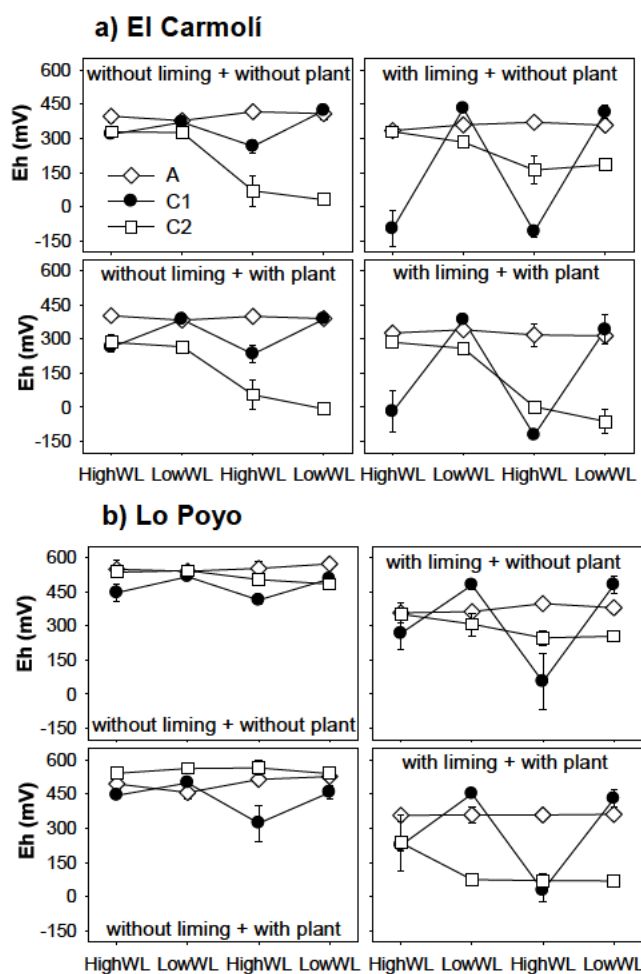 a) El Carmolí
without liming + without plant
with liming + without plant
600
450
300
150
0
-150
Eh (mV)
A
C1
C2
without liming + with plant
with liming + with plant
600
450
300
150
0
-150
Eh (mV)
HighWL LowWL HighWL LowWL
HighWL LowWL HighWL LowWL
b) Lo Poyo
600
450
300
150
0
-150
Eh (mV)
without liming + without plant
with liming + without plant
600
450
300
150
0
-150
Eh (mV)
without liming + with plant
with liming + with plant
HighWL LowWL HighWL LowWL
HighWL LowWL HighWL LowWL